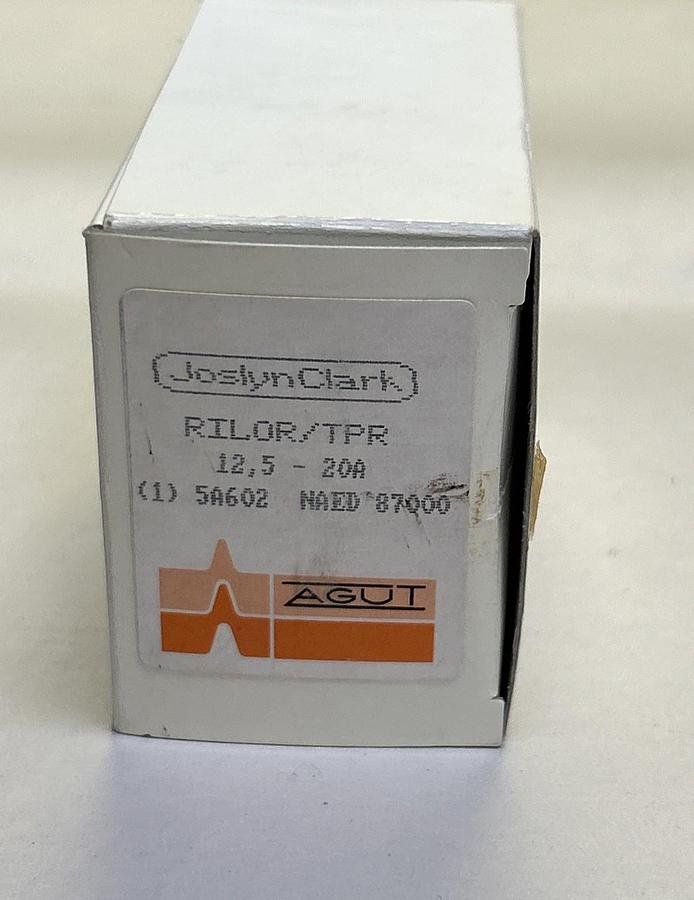 JoslynClark
RILOR/TPR
12,5 - 20A
(1) 5A602 NAED 87000
AGUT